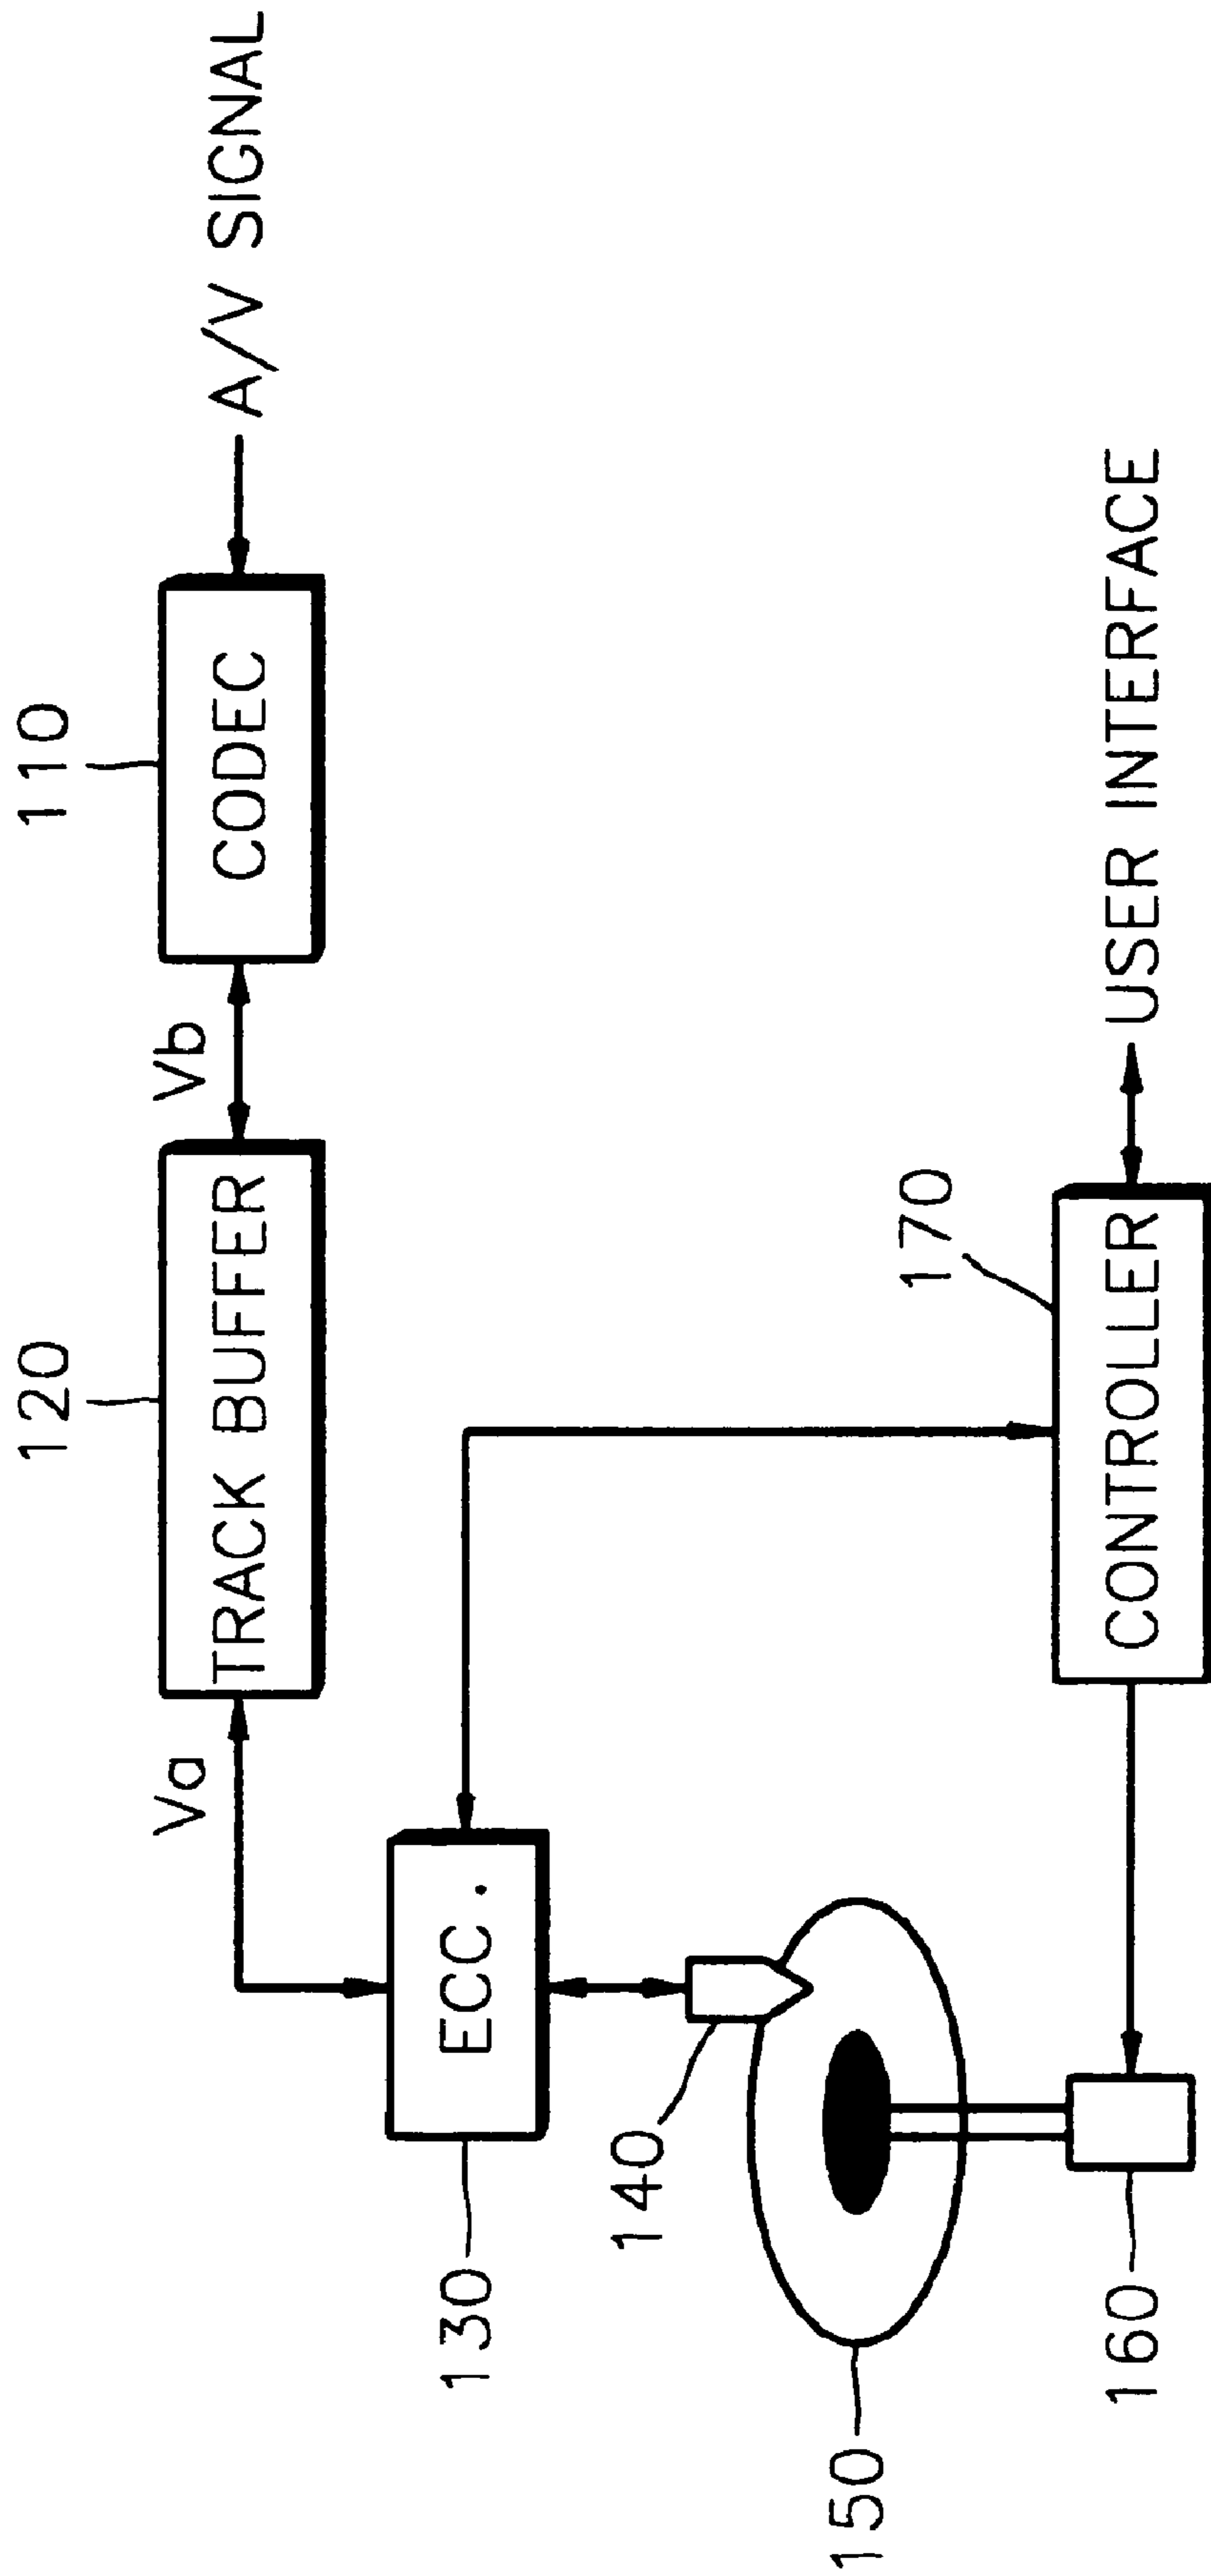 110
120
A/V SIGNAL
CODEC
Vb
TRACK BUFFER
Va
130
ECC.
140
150
170
USER INTERFACE
CONTROLLER
160